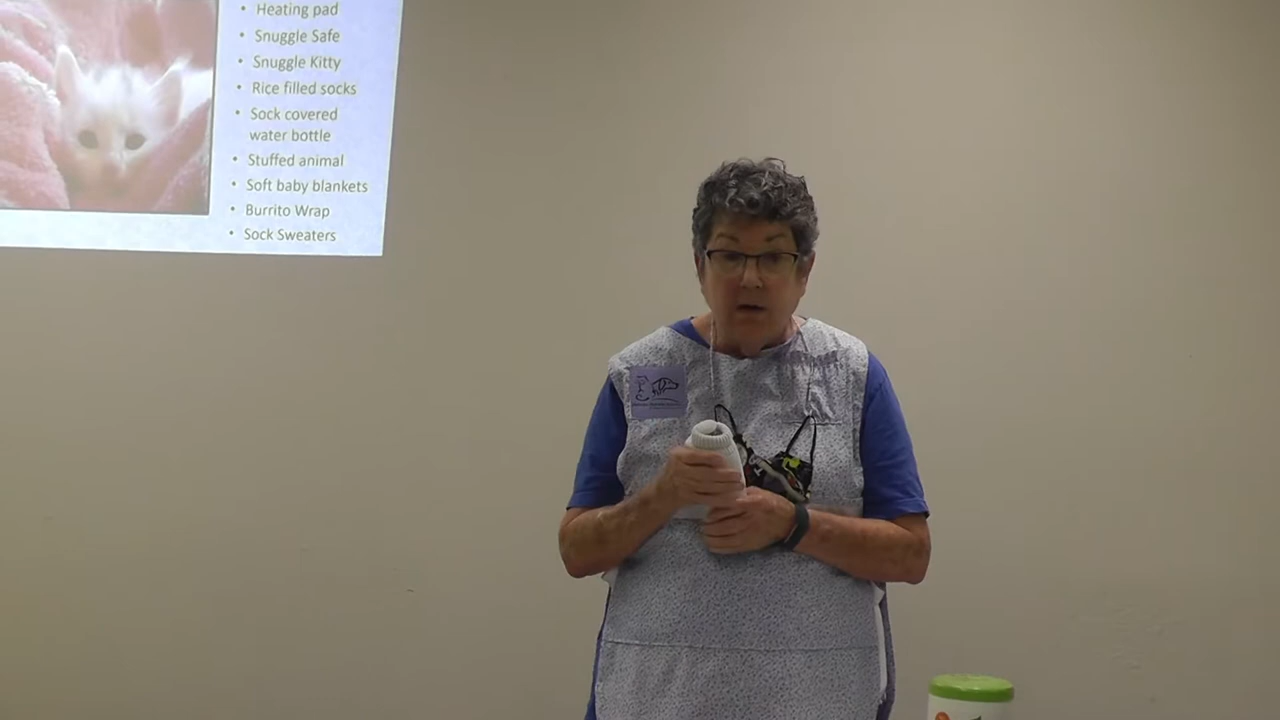 • Heating pad
• Snuggle Safe
• Snuggle Kitty
• Rice filled socks
• Sock covered
water bottle
• Stuffed animal
• Soft baby blankets
• Burrito Wrap
• Sock Sweaters